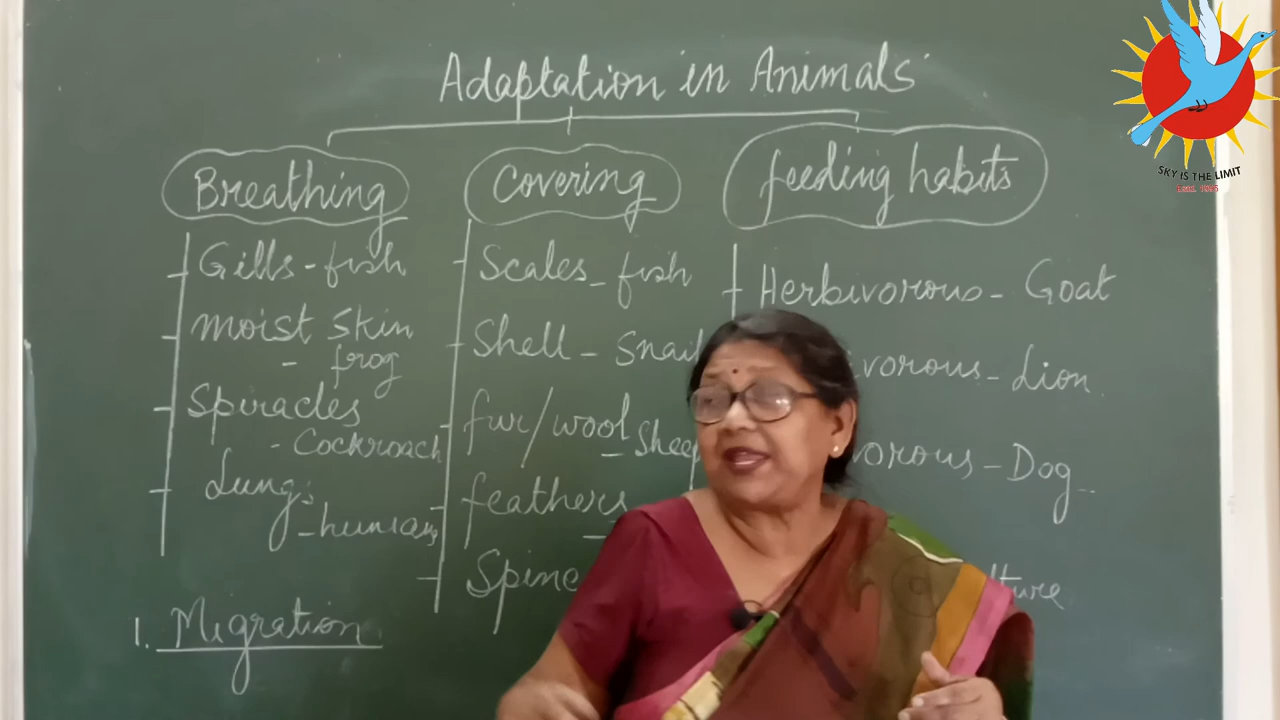 Adaptation in Animals
Breathing
Gills - fish
Moist Skin
- frog
Spiracles
- Cockroach
Lungs
- humans
Covering
Scales - fish
Shell - Snail
fur/wool - Sheep
feathers -
Spine
feeding habits
Herbivorous - Goat
vorous - Lion
vorous - Dog
lture
1. Migration
SKY IS THE LIMIT